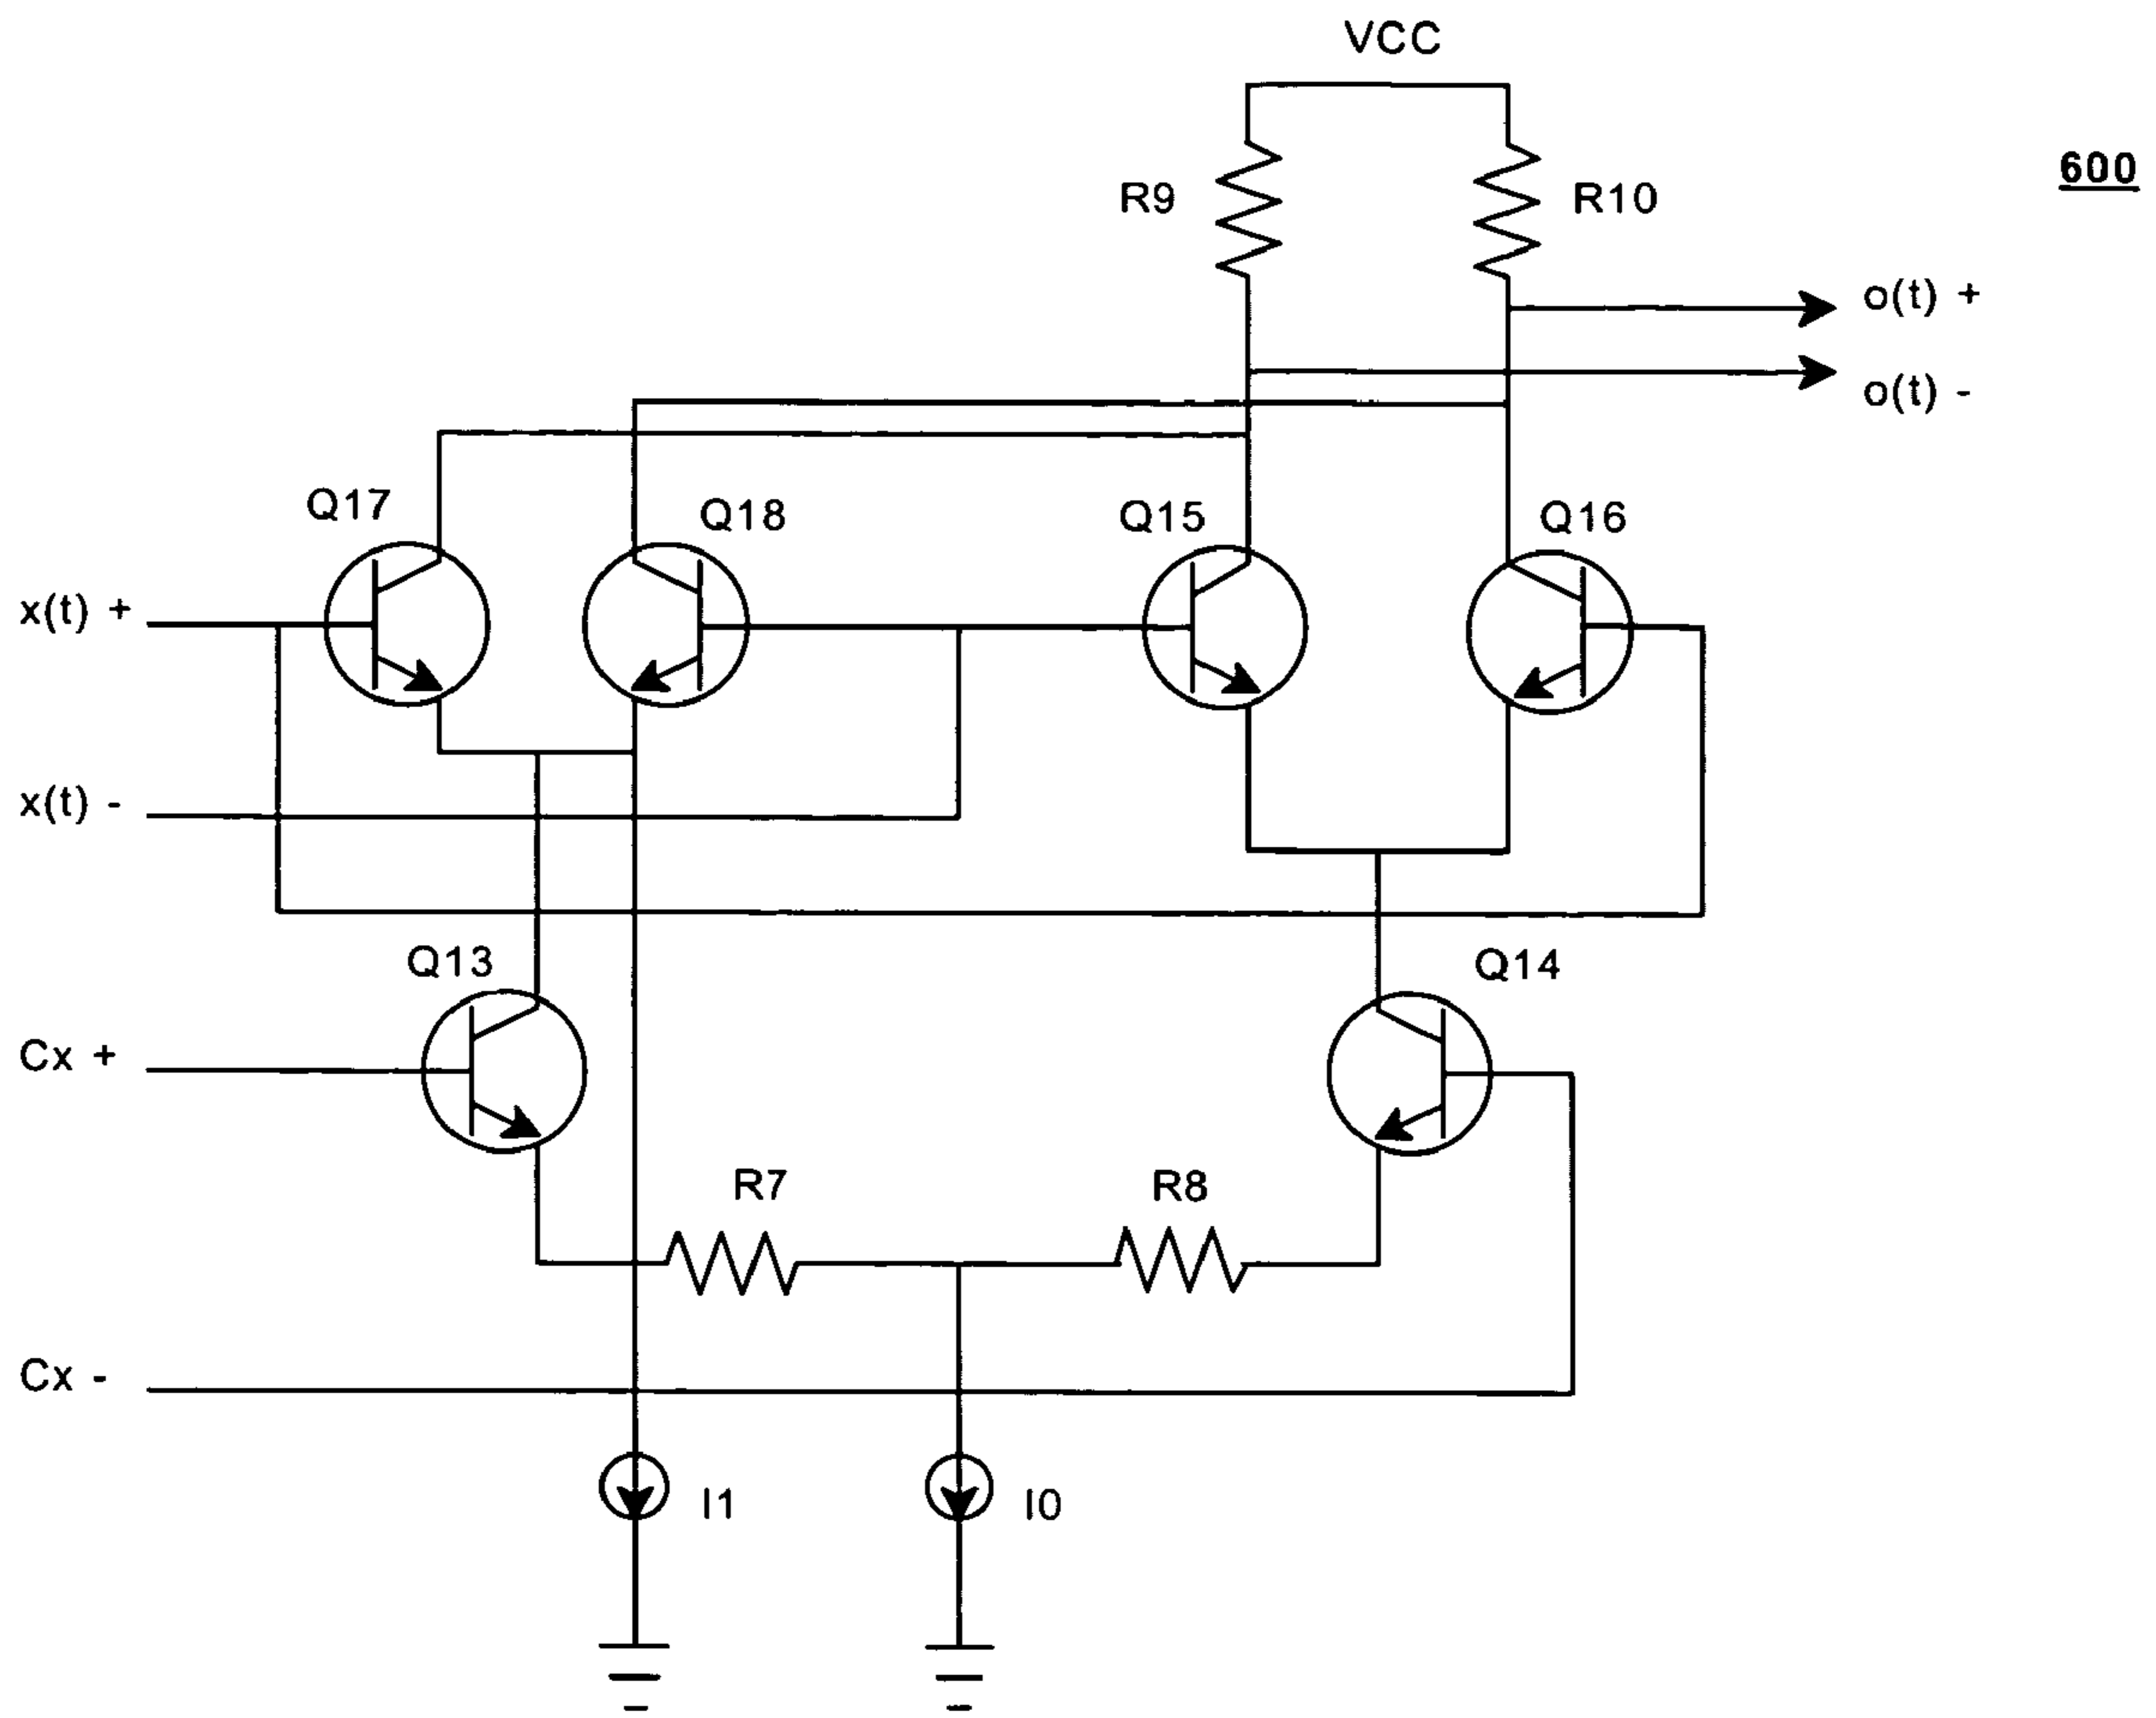 VCC
600
R9
R10
o(t) +
o(t) -
Q17
Q18
Q15
Q16
x(t) +
x(t) -
Q13
Q14
Cx +
R7
R8
Cx -
I1
I0